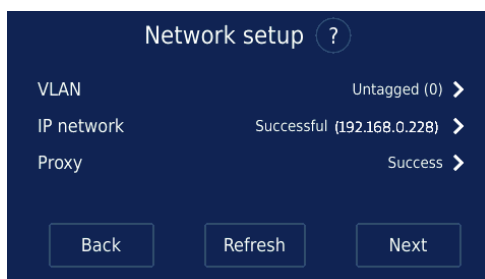 Network setup ?
VLAN Untagged (0)
IP network Successful (192.168.0.228)
Proxy Success
Back Refresh Next